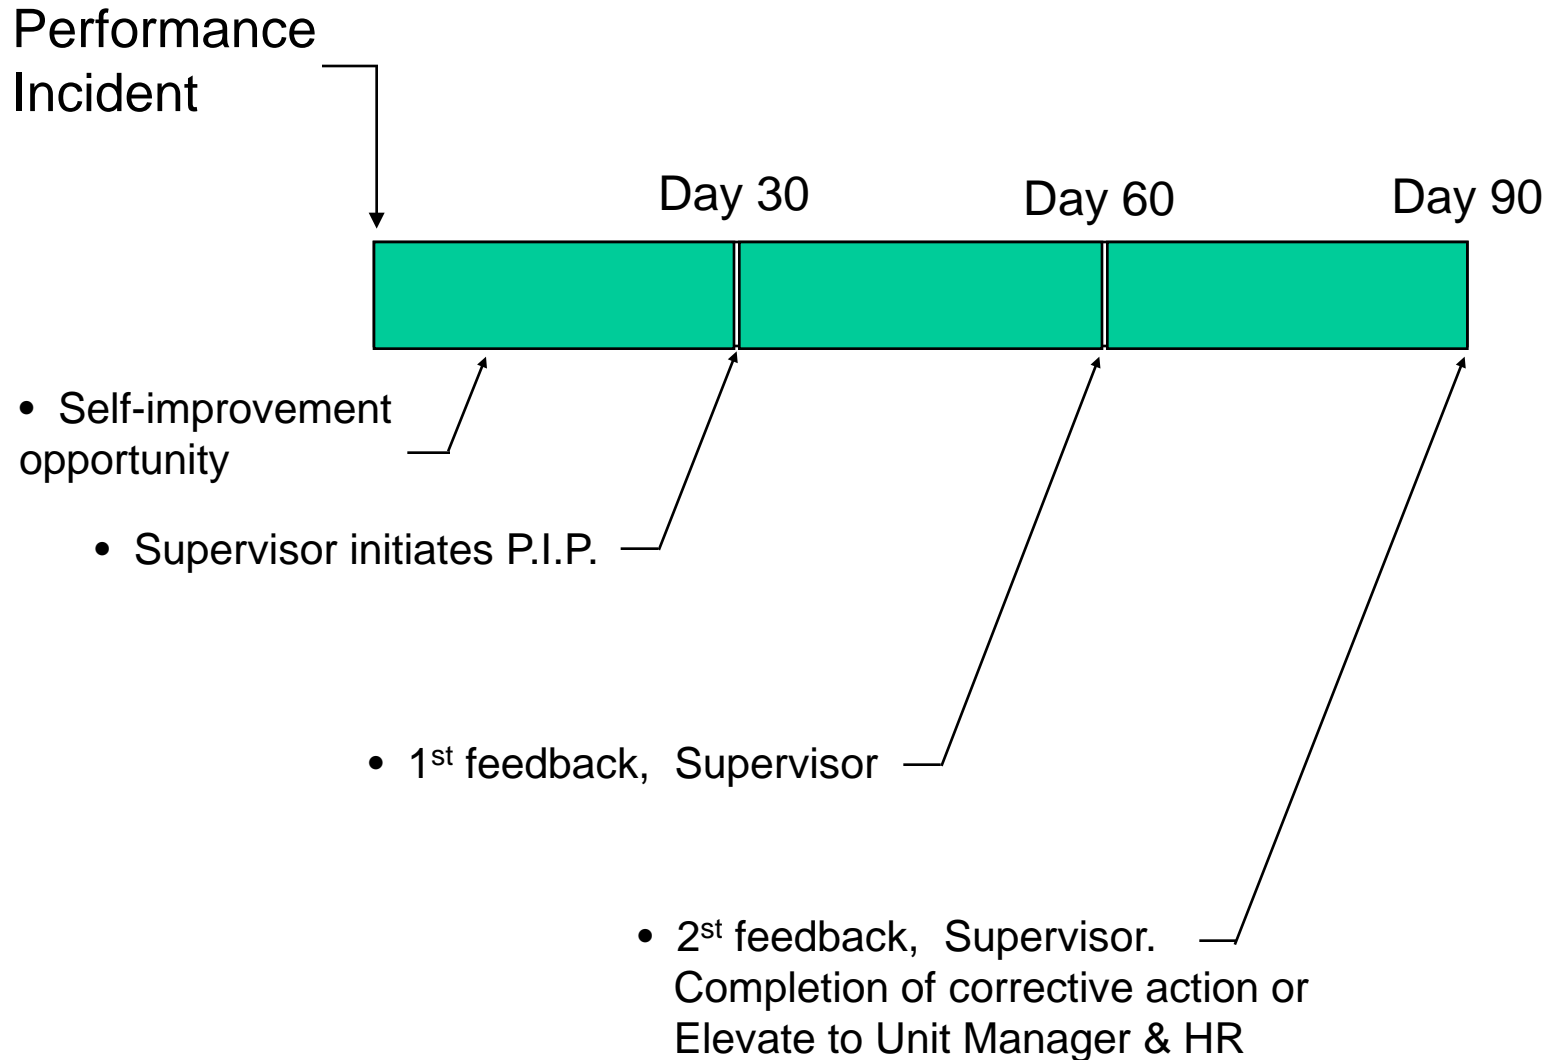 Performance
Incident
Day 30
Day 60
Day 90
• Self-improvement
opportunity
• Supervisor initiates P.I.P.
• 1st feedback, Supervisor
• 2st feedback, Supervisor.
Completion of corrective action or
Elevate to Unit Manager & HR